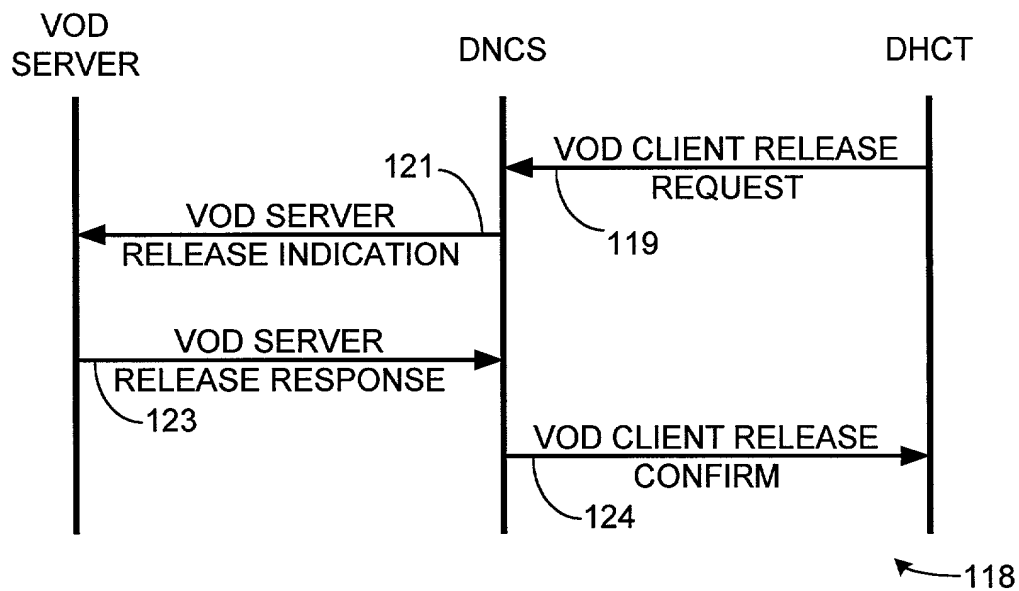 VOD
SERVER
DNCS
DHCT
VOD CLIENT RELEASE
REQUEST
119
121
VOD SERVER
RELEASE INDICATION
VOD SERVER
RELEASE RESPONSE
123
VOD CLIENT RELEASE
CONFIRM
124
118